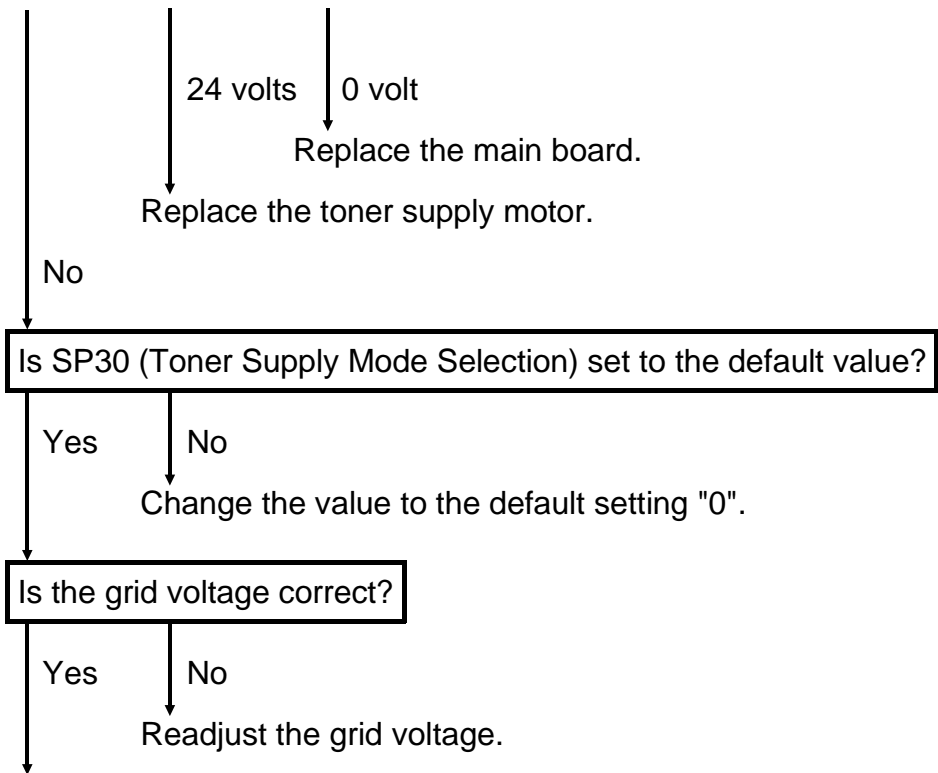 24 volts 0 volt
Replace the main board.
Replace the toner supply motor.
No
Is SP30 (Toner Supply Mode Selection) set to the default value?
Yes No
Change the value to the default setting "0".
Is the grid voltage correct?
Yes No
Readjust the grid voltage.